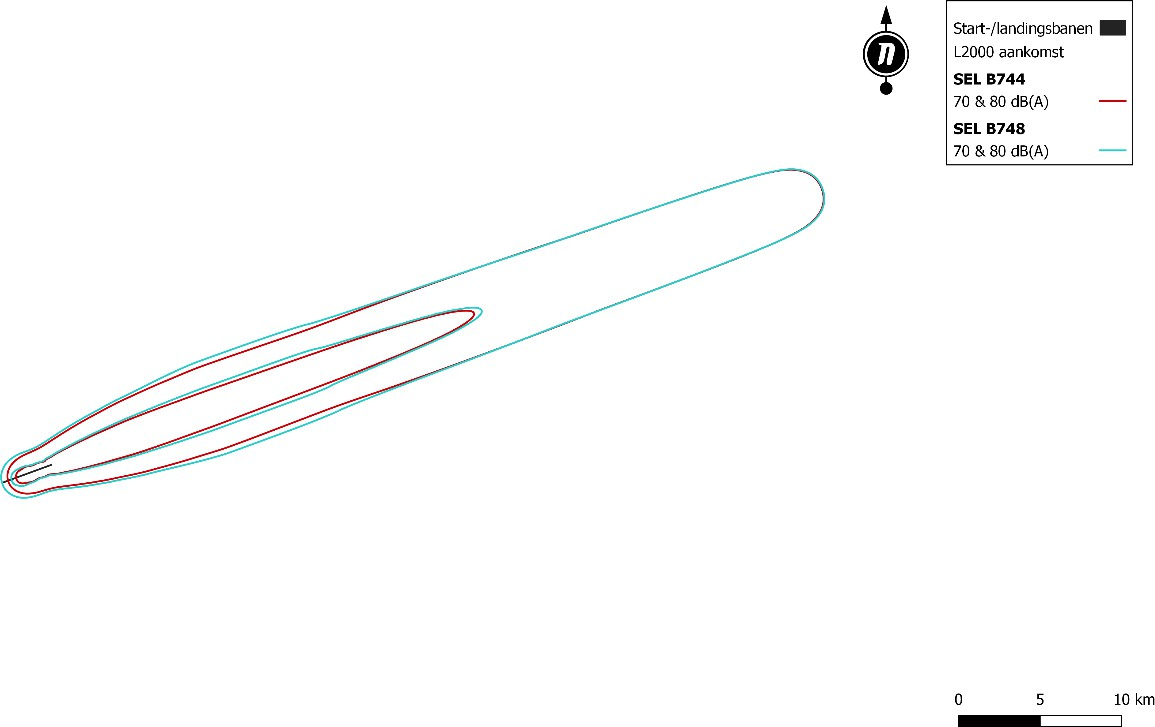 n
Start-/landingsbanen
L2000 aankomst
SEL B744
70 & 80 dB(A)
SEL B748
70 & 80 dB(A)
0 5 10 km